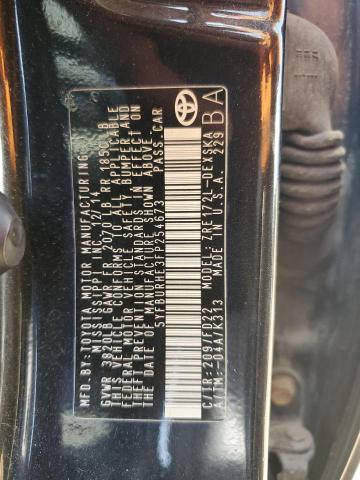 MFD. BY: TOYOTA MOTOR MANUFACTURING,
MISSISSIPPI, INC. 12/14
GVWR 3820LB GAWR FR 2070LB RR 1850LB
THIS VEHICLE CONFORMS TO ALL APPLICABLE
FEDERAL MOTOR VEHICLE SAFETY, BUMPER AND
THEFT PREVENTION STANDARDS IN EFFECT ON
THE DATE OF MANUFACTURE SHOWN ABOVE.
5YFBURHE3FP254673 PASS. CAR
C/TR: 209/FD22 MODEL: ZRE172L-DEXSKA
A/TM: -04A/K313 MADE IN U.S.A. 229
BA